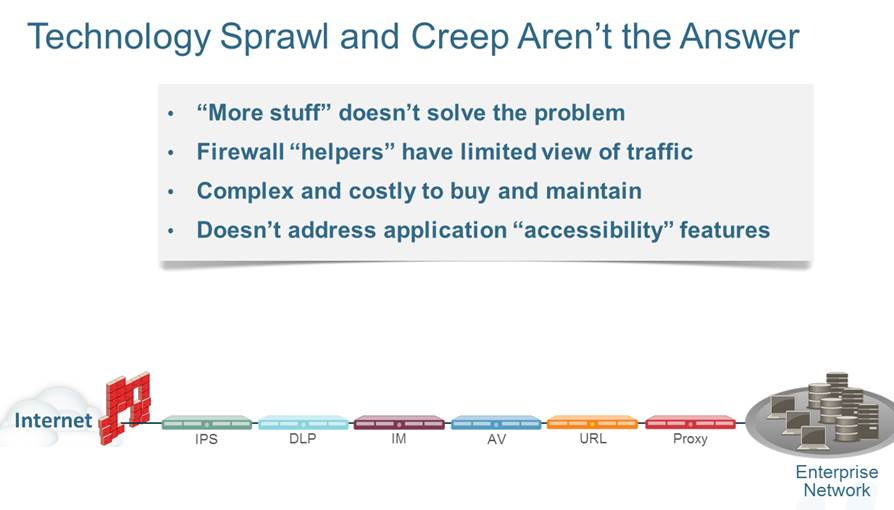 Technology Sprawl and Creep Aren’t the Answer
• “More stuff” doesn’t solve the problem
• Firewall “helpers” have limited view of traffic
• Complex and costly to buy and maintain
• Doesn’t address application “accessibility” features
Internet
IPS
DLP
IM
AV
URL
Proxy
Enterprise
Network